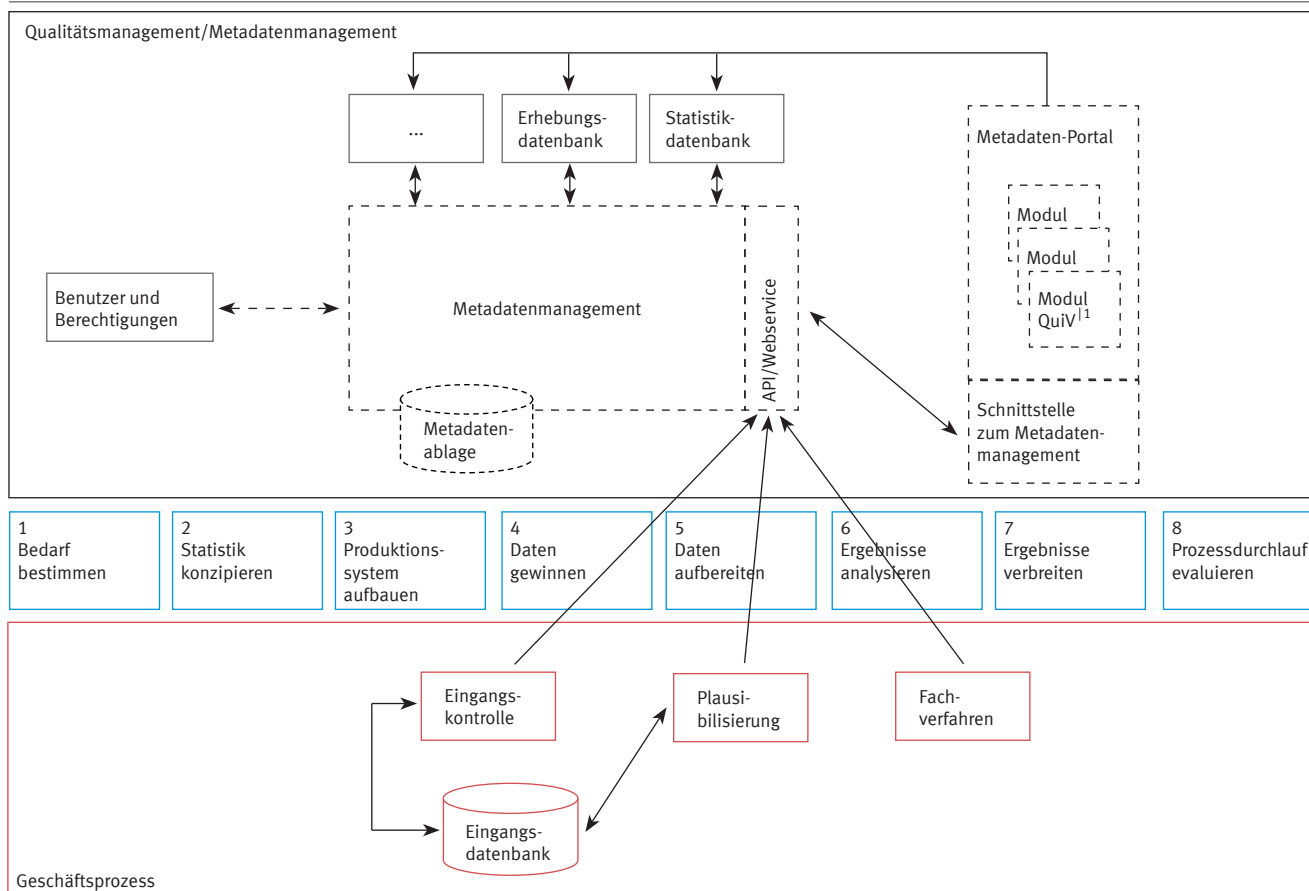 Qualitätsmanagement/Metadatenmanagement
...
Erhebungs-
datenbank
Statistik-
datenbank
Metadaten-Portal
Modul
Modul
Modul
QuiV|1
Benutzer und
Berechtigungen
Metadatenmanagement
API/Webservice
Metadaten-
ablage
Schnittstelle
zum Metadaten-
management
1
Bedarf
bestimmen
2
Statistik
konzipieren
3
Produktions-
system
aufbauen
4
Daten
gewinnen
5
Daten
aufbereiten
6
Ergebnisse
analysieren
7
Ergebnisse
verbreiten
8
Prozessdurchlauf
evaluieren
Eingangs-
kontrolle
Plausi-
bilisierung
Fach-
verfahren
Eingangs-
datenbank
Geschäftsprozess